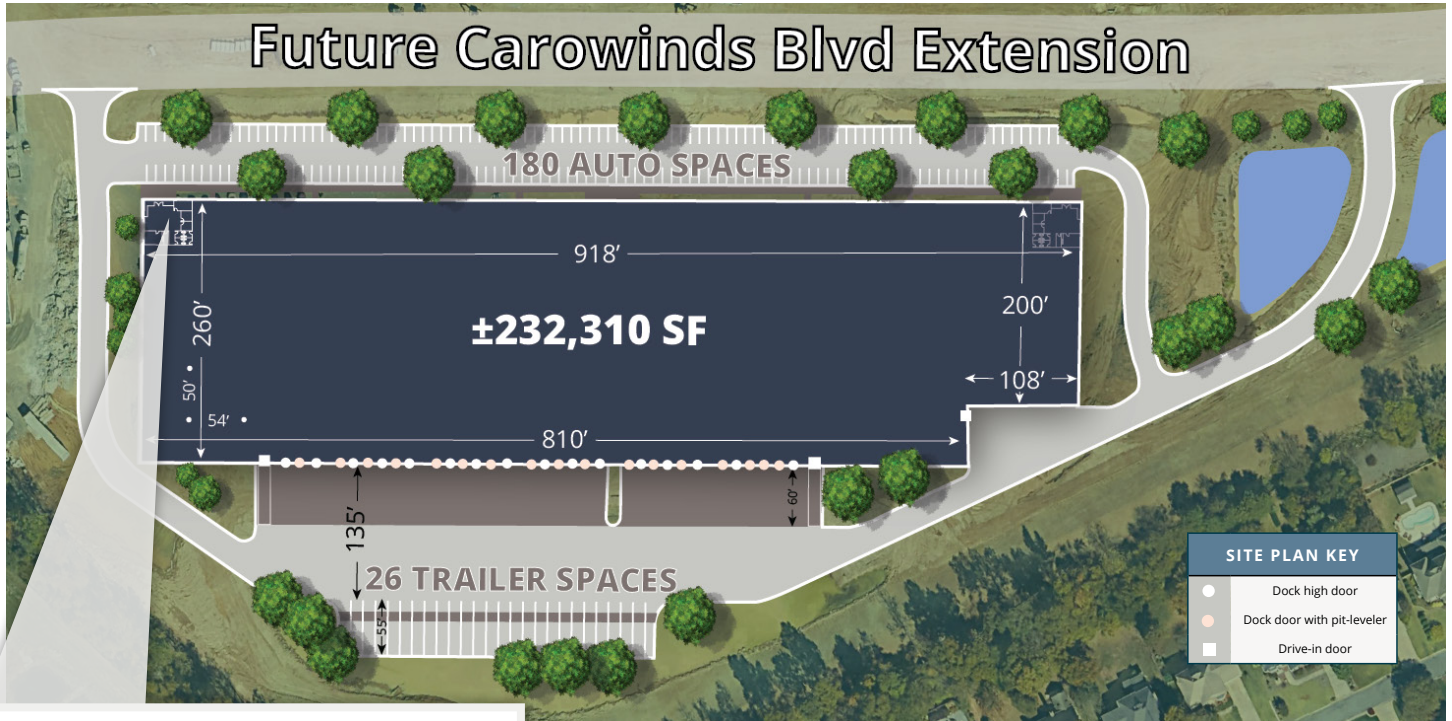 Future Carowinds Blvd Extension
180 AUTO SPACES
918’
260’
200’
±232,310 SF
108’
50’
54’
810’
60’
135’
26 TRAILER SPACES
55’
SITE PLAN KEY
Dock high door
Dock door with pit-leveler
Drive-in door